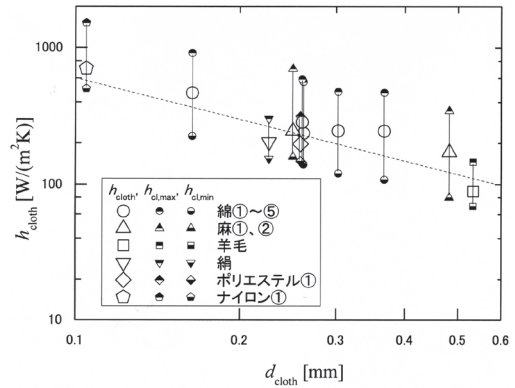 1000
100
10
h_cloth [W/(m²K)]
h_cloth, h_cl,max, h_cl,min
綿①~⑤
麻①、②
羊毛
絹
ポリエステル①
ナイロン①
0.1 0.2 0.3 0.4 0.5 0.6
d_cloth [mm]